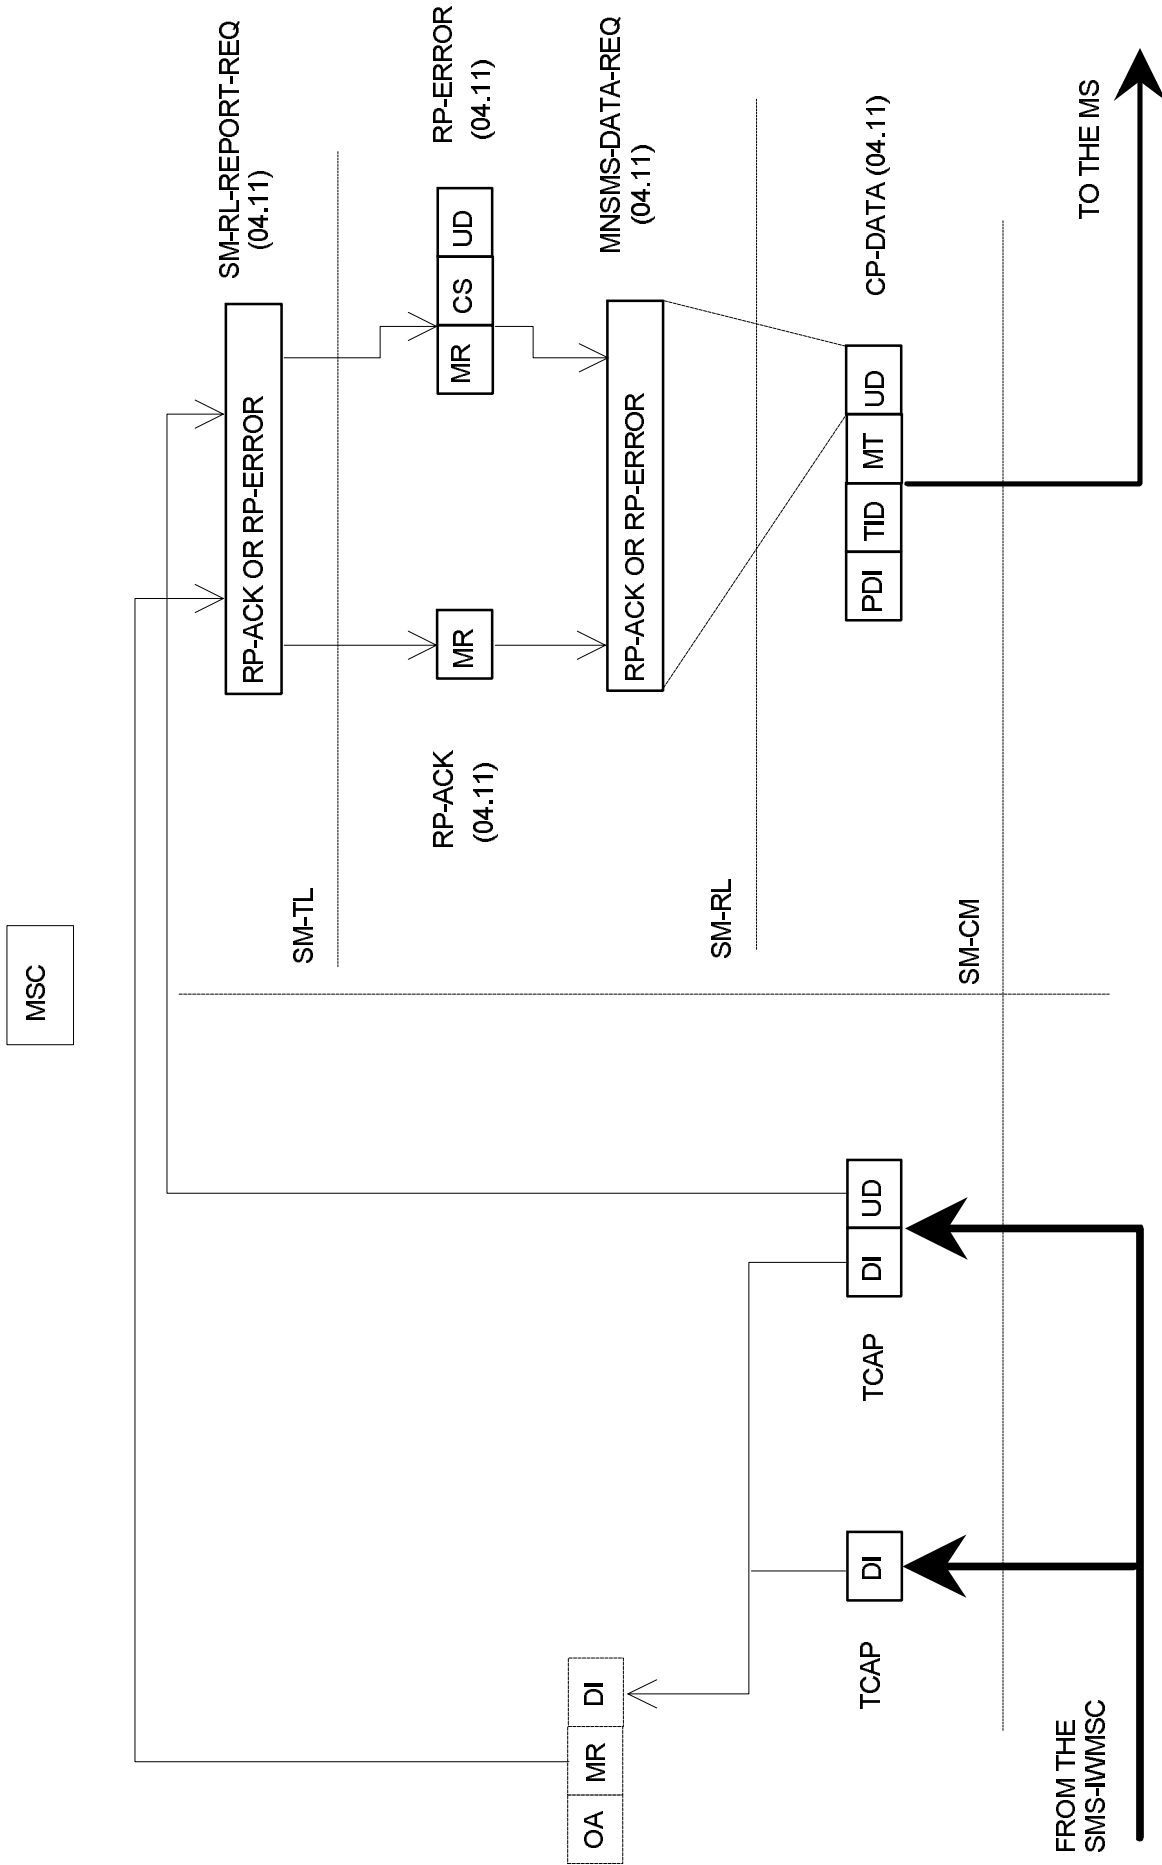 MSC
SM-RL-REPORT-REQ
(04.11)
RP-ACK OR RP-ERROR
SM-TL
RP-ACK
(04.11)
MR
MR CS UD
RP-ERROR
(04.11)
OA MR DI
RP-ACK OR RP-ERROR
MNSMS-DATA-REQ
(04.11)
SM-RL
TCAP
DI
TCAP
DI UD
PDI TID MT UD
CP-DATA (04.11)
SM-CM
FROM THE
SMS-IWMSC
TO THE MS